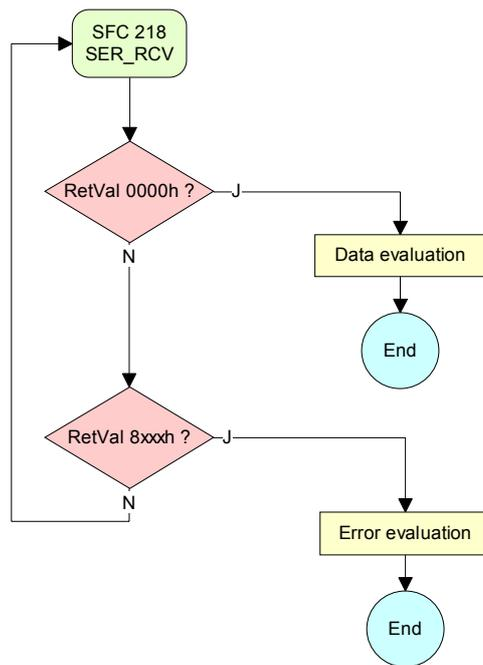 SFC 218
SER_RCV
RetVal 0000h ?
J
N
Data evaluation
End
RetVal 8xxxh ?
J
N
Error evaluation
End